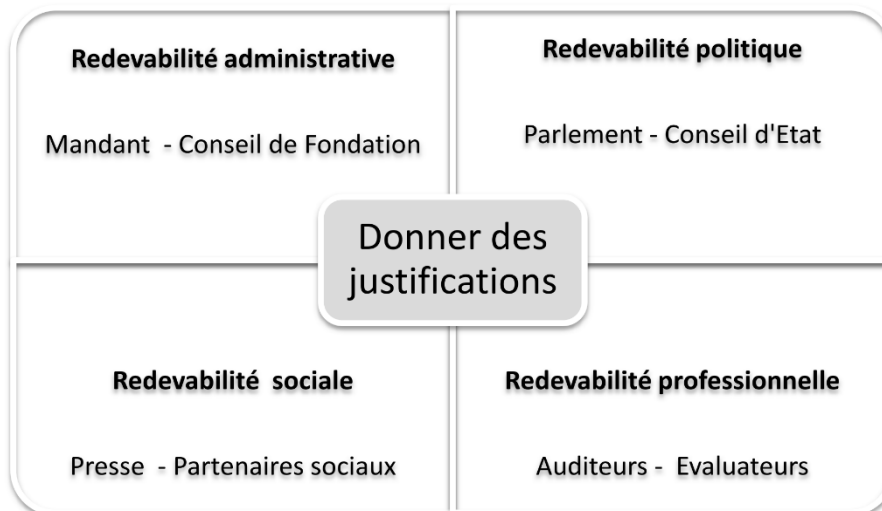 Redevabilité administrative
Mandant - Conseil de Fondation
Redevabilité politique
Parlement - Conseil d'Etat
Donner des
justifications
Redevabilité sociale
Presse - Partenaires sociaux
Redevabilité professionnelle
Auditeurs - Evaluateurs